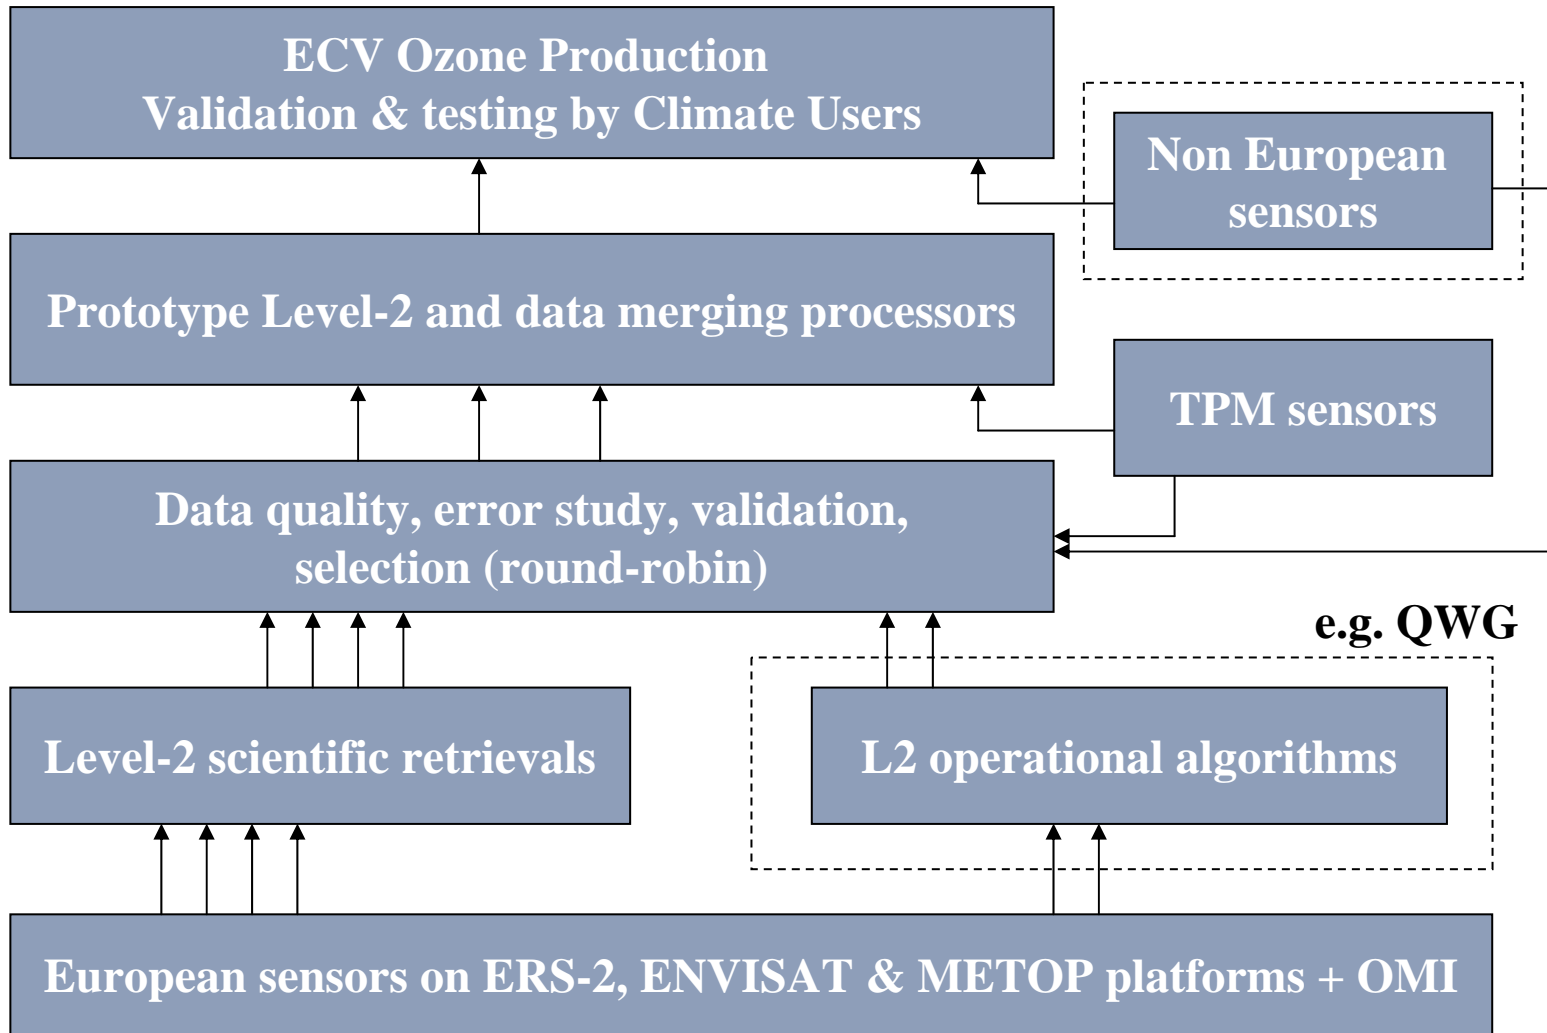 ECV Ozone Production
Validation & testing by Climate Users
Non European
sensors
Prototype Level-2 and data merging processors
TPM sensors
Data quality, error study, validation,
selection (round-robin)
e.g. QWG
Level-2 scientific retrievals
L2 operational algorithms
European sensors on ERS-2, ENVISAT & METOP platforms + OMI